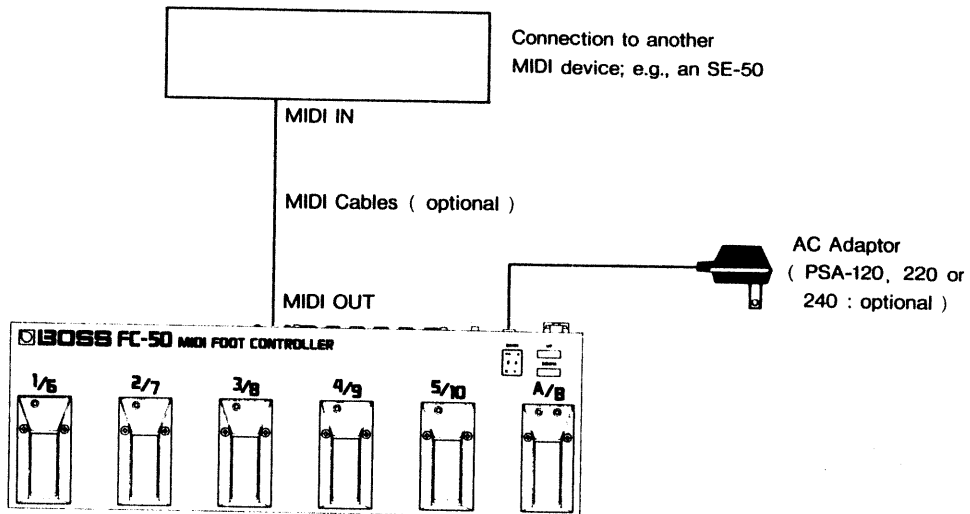 Connection to another
MIDI device; e.g., an SE-50
MIDI IN
MIDI Cables ( optional )
AC Adaptor
( PSA-120, 220 or
240 : optional )
MIDI OUT
BOSS FC-50 MIDI FOOT CONTROLLER
UP
1/6
2/7
3/8
4/9
5/10
A/B